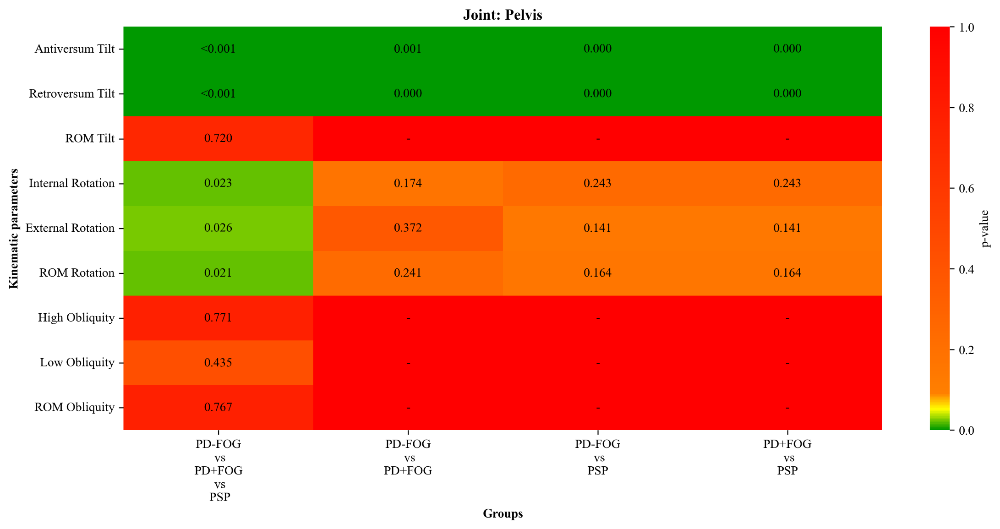 Joint: Pelvis
Kinematic parameters
Antiversum Tilt <0.001 0.001 0.000 0.000
Retroversum Tilt <0.001 0.000 0.000 0.000
ROM Tilt 0.720 - - -
Internal Rotation 0.023 0.174 0.243 0.243
External Rotation 0.026 0.372 0.141 0.141
ROM Rotation 0.021 0.241 0.164 0.164
High Obliquity 0.771 - - -
Low Obliquity 0.435 - - -
ROM Obliquity 0.767 - - -
PD-FOG
vs
PD+FOG
vs
PSP
PD-FOG
vs
PD+FOG
PD-FOG
vs
PSP
PD+FOG
vs
PSP
Groups
1.0
0.8
0.6
0.4
0.2
0.0
p-value